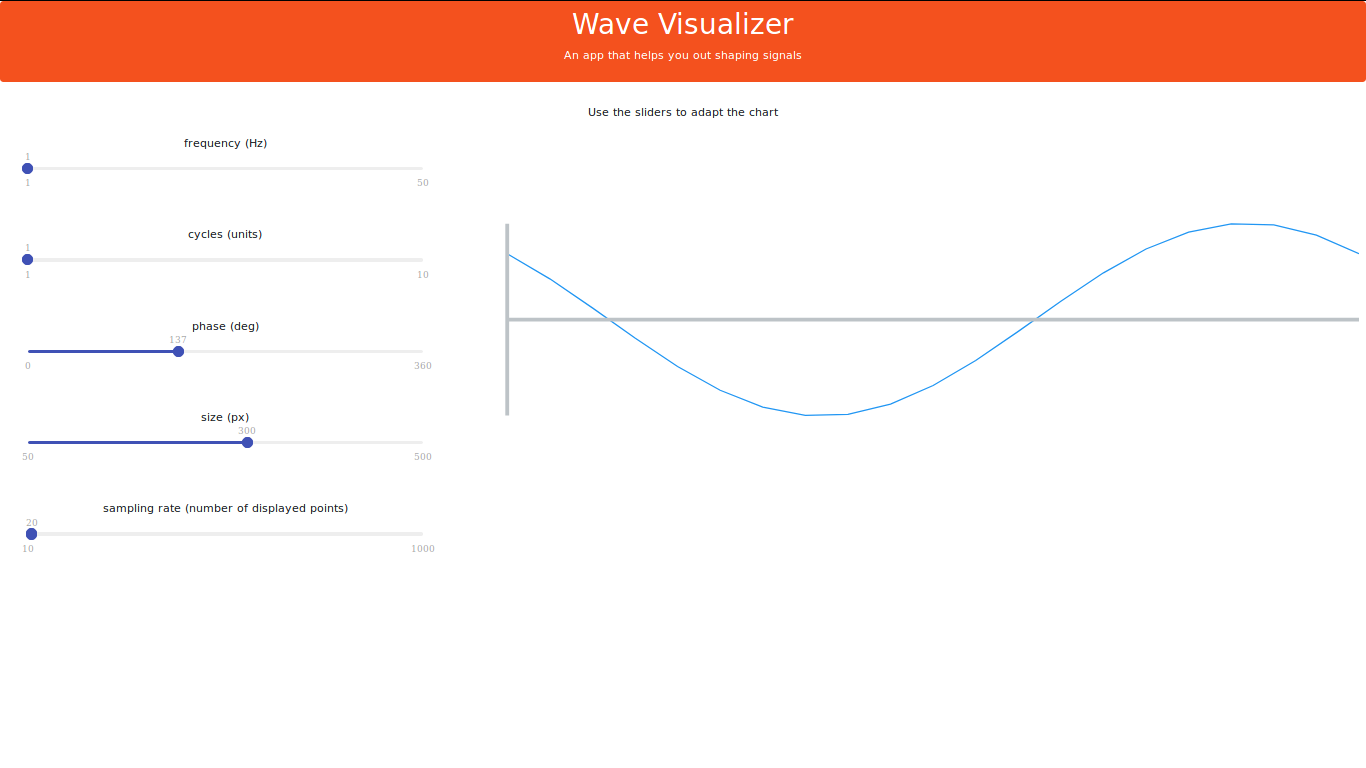 Wave Visualizer
An app that helps you out shaping signals
Use the sliders to adapt the chart
frequency (Hz)
1
1 50
cycles (units)
1
1 10
phase (deg)
137
0 360
size (px)
300
50 500
sampling rate (number of displayed points)
20
10 1000